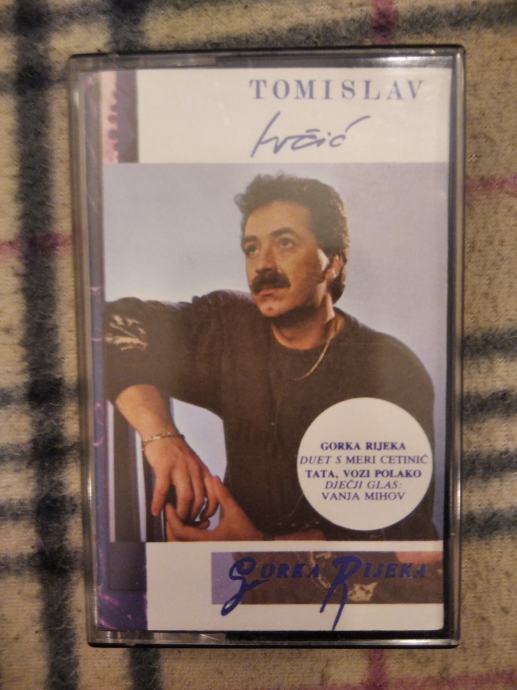 TOMISLAV
Ivčić
GORKA RIJEKA
DUET S MERI CETINIĆ
TATA, VOZI POLAKO
DJEČJI GLAS:
VANJA MIHOV
GORKA RIJEKA